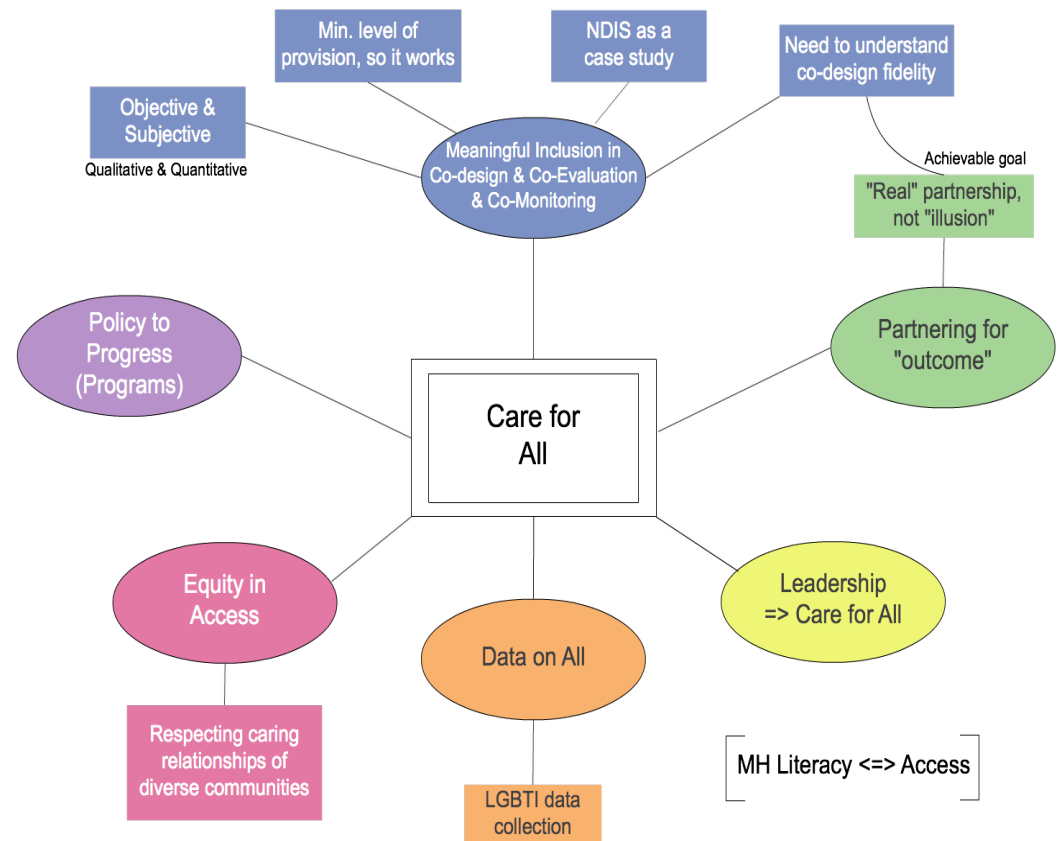 Min. level of
provision, so it works
NDIS as a
case study
Need to understand
co-design fidelity
Objective &
Subjective
Qualitative & Quantitative
Meaningful Inclusion in
Co-design & Co-Evaluation
& Co-Monitoring
Achievable goal
"Real" partnership,
not "illusion"
Policy to
Progress
(Programs)
Partnering for
"outcome"
Care for
All
Equity in
Access
Leadership
=> Care for All
Data on All
Respecting caring
relationships of
diverse communities
MH Literacy <=> Access
LGBTI data
collection